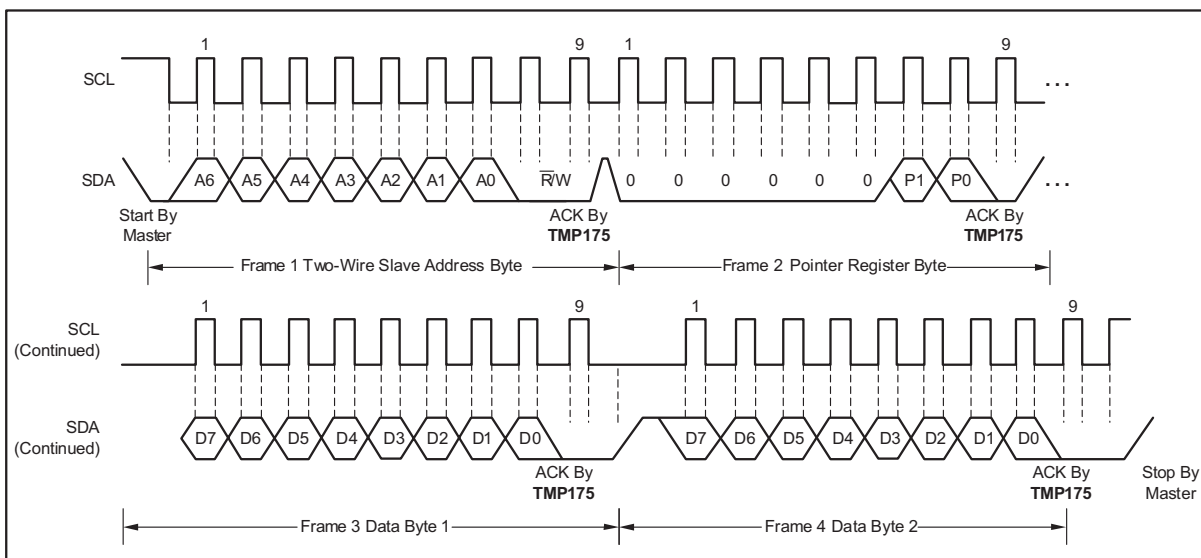 1 9 1 9
SCL ...
SDA A6 A5 A4 A3 A2 A1 A0 R̅/W 0 0 0 0 0 0 P1 P0 ...
Start By Master
ACK By TMP175
ACK By TMP175
Frame 1 Two-Wire Slave Address Byte
Frame 2 Pointer Register Byte
1 9 1 9
SCL
(Continued)
SDA
(Continued)
D7 D6 D5 D4 D3 D2 D1 D0 D7 D6 D5 D4 D3 D2 D1 D0
ACK By
TMP175
ACK By
TMP175
Stop By
Master
Frame 3 Data Byte 1
Frame 4 Data Byte 2